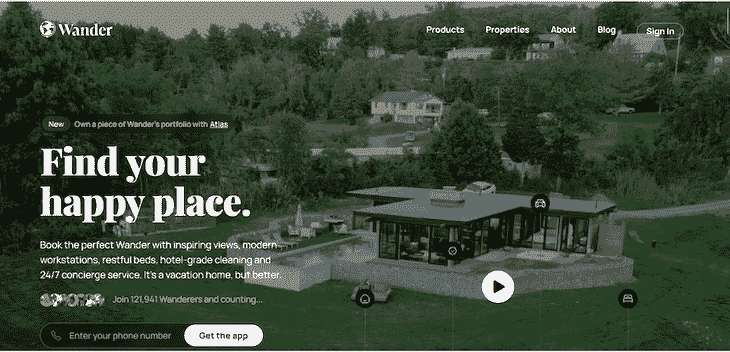 Wander
Products Properties About Blog Sign in
New Own a piece of Wander's portfolio with Atlas
Find your
happy place.
Book the perfect Wander with inspiring views, modern
workstations, restful beds, hotel-grade cleaning and
24/7 concierge service. It's a vacation home, but better.
Join 121,941 Wanderers and counting...
Enter your phone number Get the app